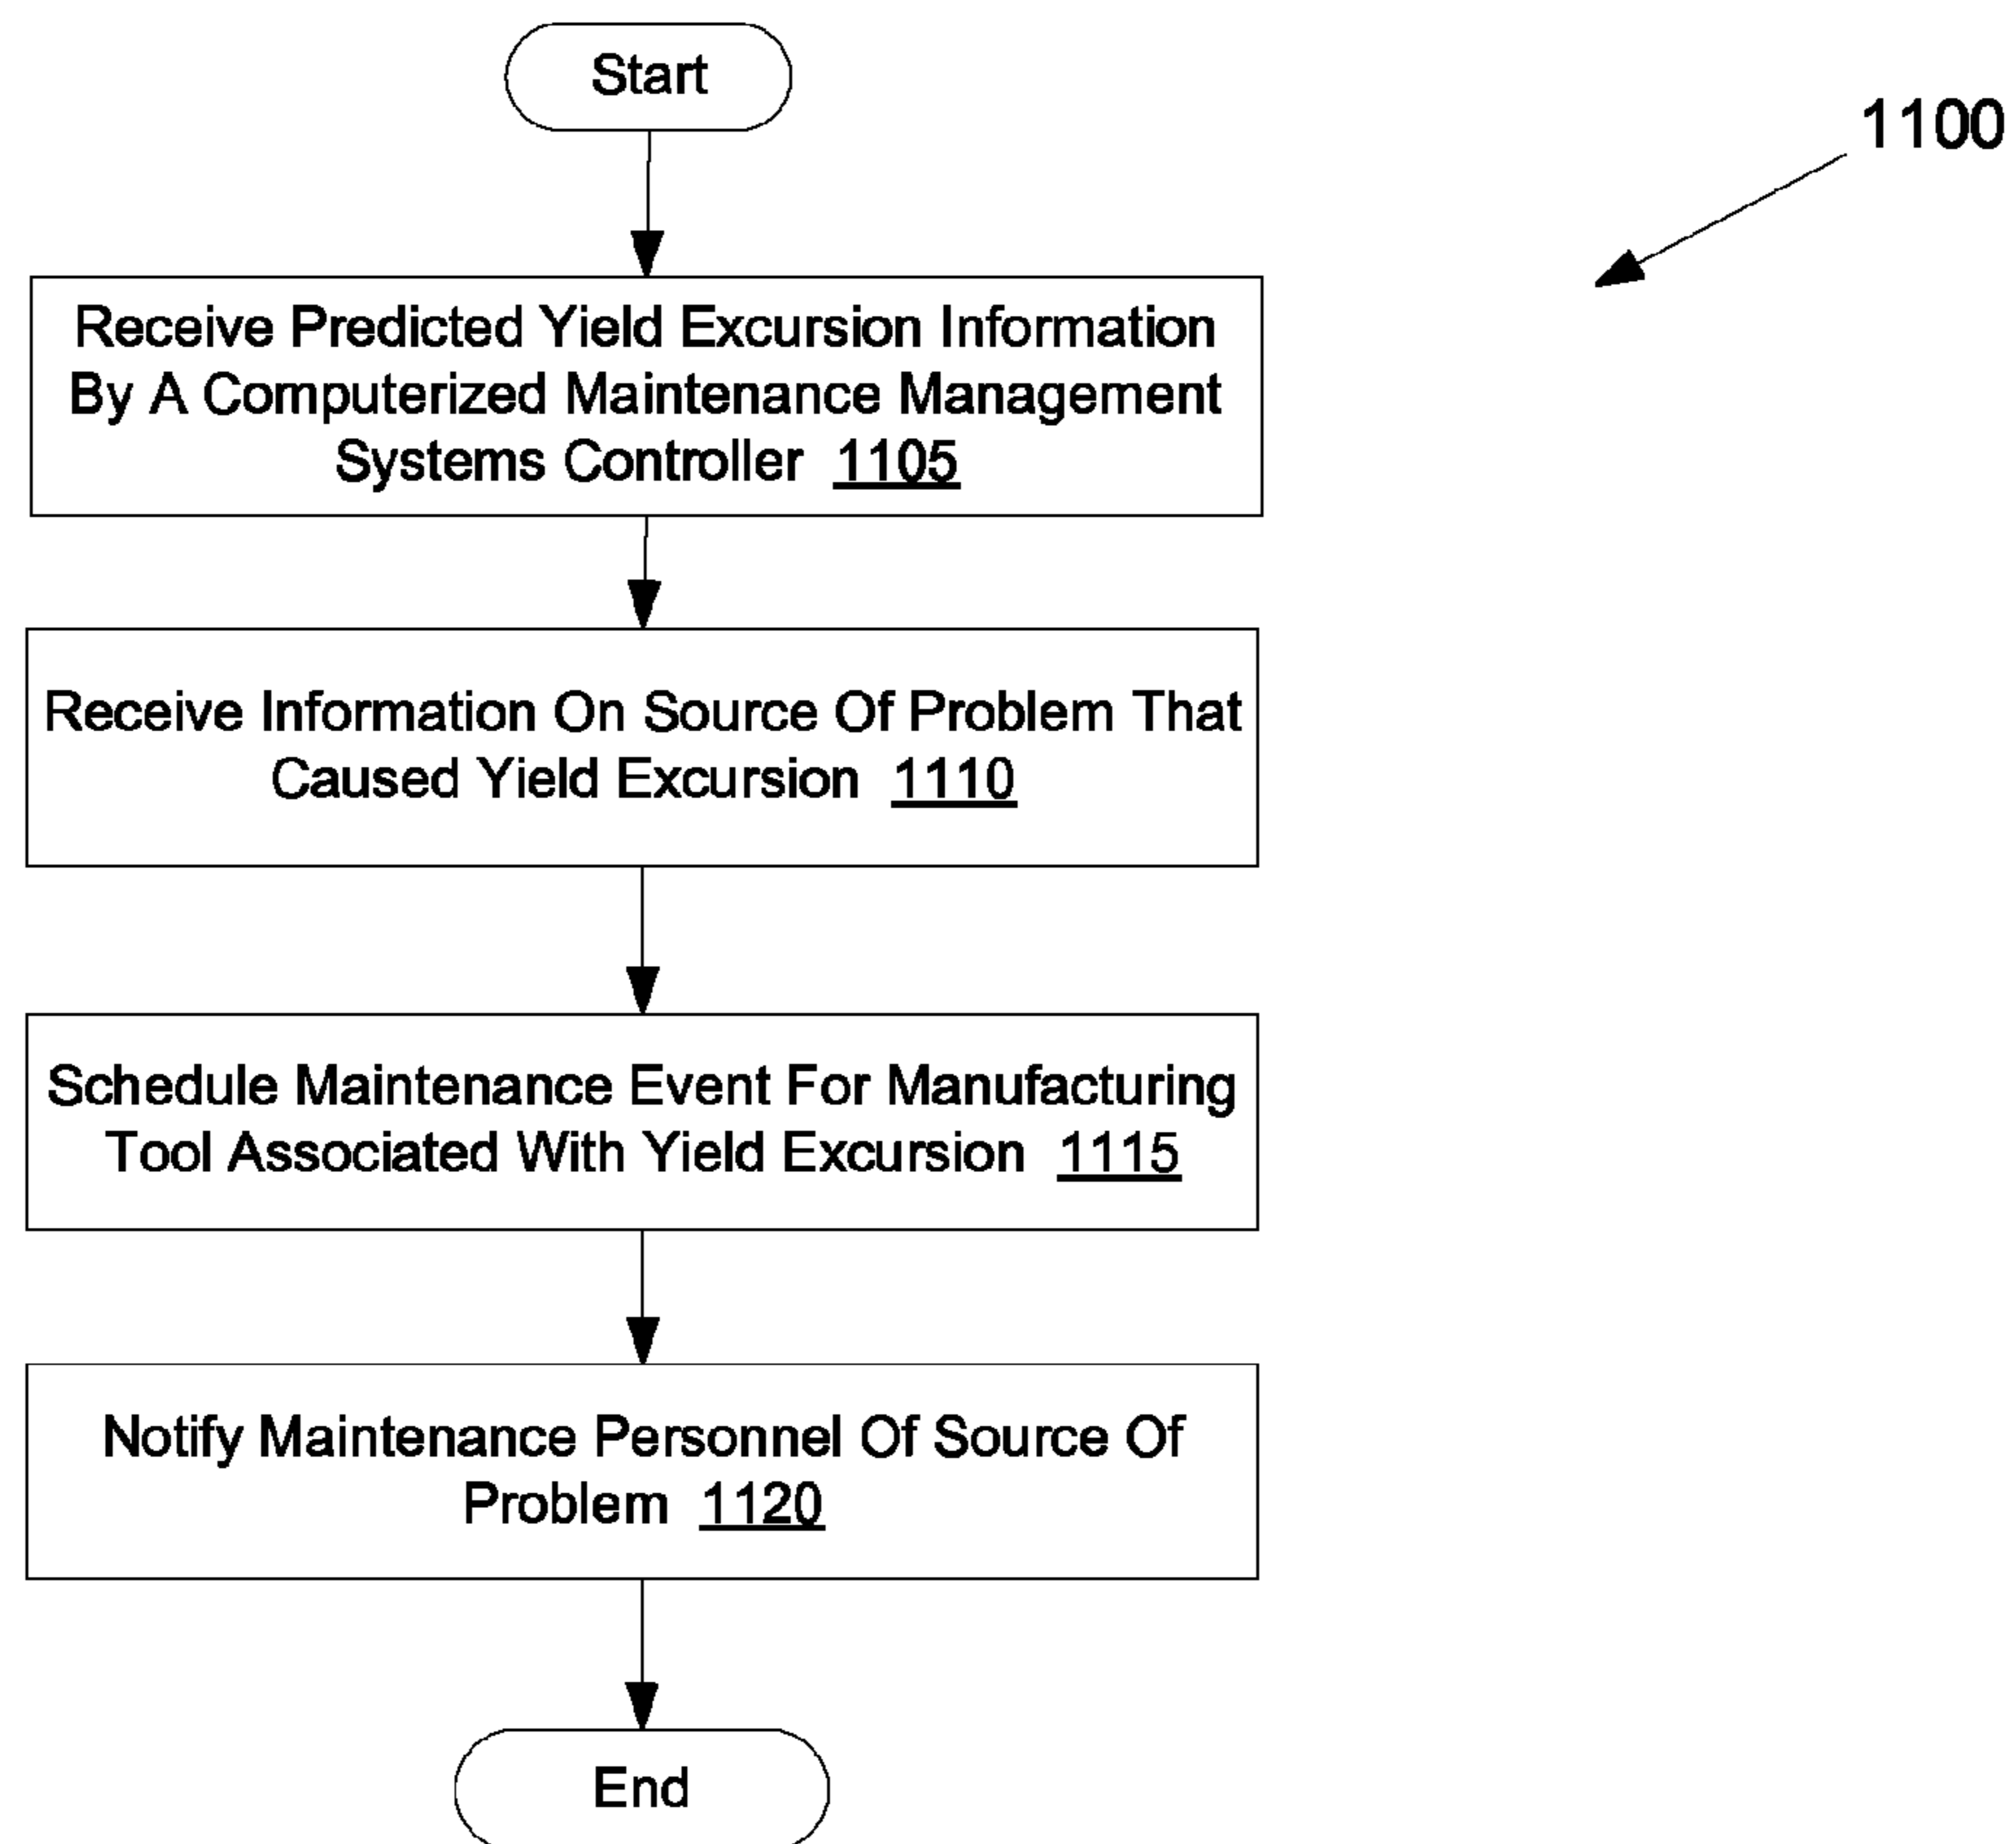 Start
1100
Receive Predicted Yield Excursion Information
By A Computerized Maintenance Management
Systems Controller 1105
Receive Information On Source Of Problem That
Caused Yield Excursion 1110
Schedule Maintenance Event For Manufacturing
Tool Associated With Yield Excursion 1115
Notify Maintenance Personnel Of Source Of
Problem 1120
End